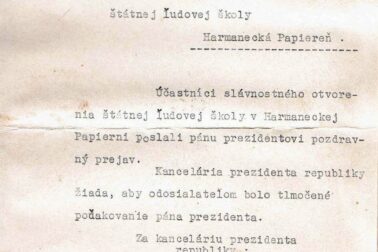 štátnej ľudovej školy
Harmanecká Papiereň .
Účastníci slávnostného otvore-
nia štátnej ľudovej školy v Harmaneckej
Papierni poslali pánu prezidentovi pozdrav-
ný prejav.
Kancelária prezidenta republiky
žiada, aby odosielateľom bolo tlmočené
poďakovanie pána prezidenta.
Za kanceláriu prezidenta
republiky: